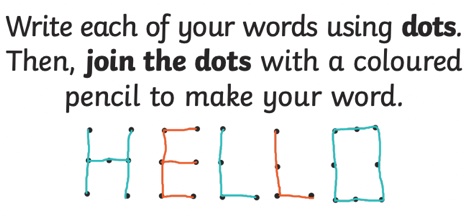 Write each of your words using dots.
Then, join the dots with a coloured
pencil to make your word.
HELLO